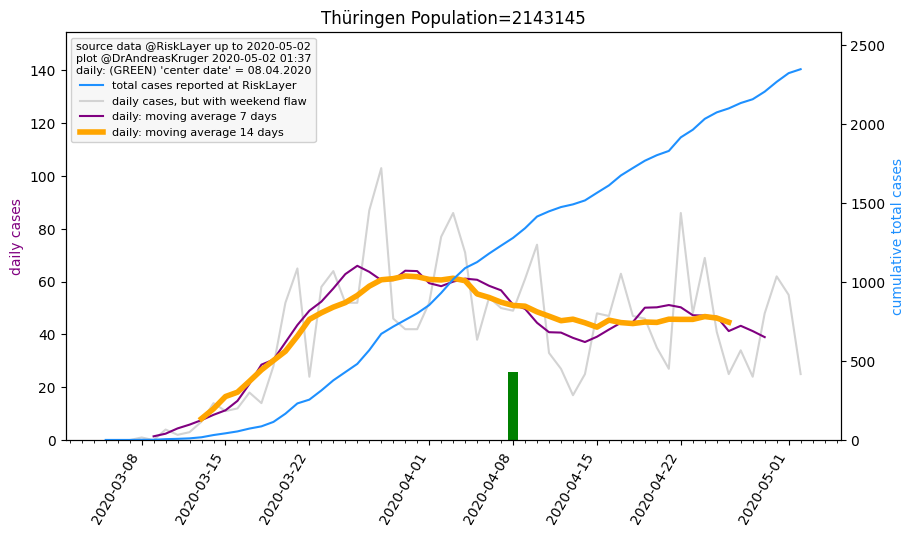 Thüringen Population=2143145
source data @RiskLayer up to 2020-05-02
plot @DrAndreasKruger 2020-05-02 01:37
daily: (GREEN) 'center date' = 08.04.2020
total cases reported at RiskLayer
daily cases, but with weekend flaw
daily: moving average 7 days
daily: moving average 14 days
daily cases
140
120
100
80
60
40
20
0
cumulative total cases
2500
2000
1500
1000
500
0
2020-03-08
2020-03-15
2020-03-22
2020-04-01
2020-04-08
2020-04-15
2020-04-22
2020-05-01